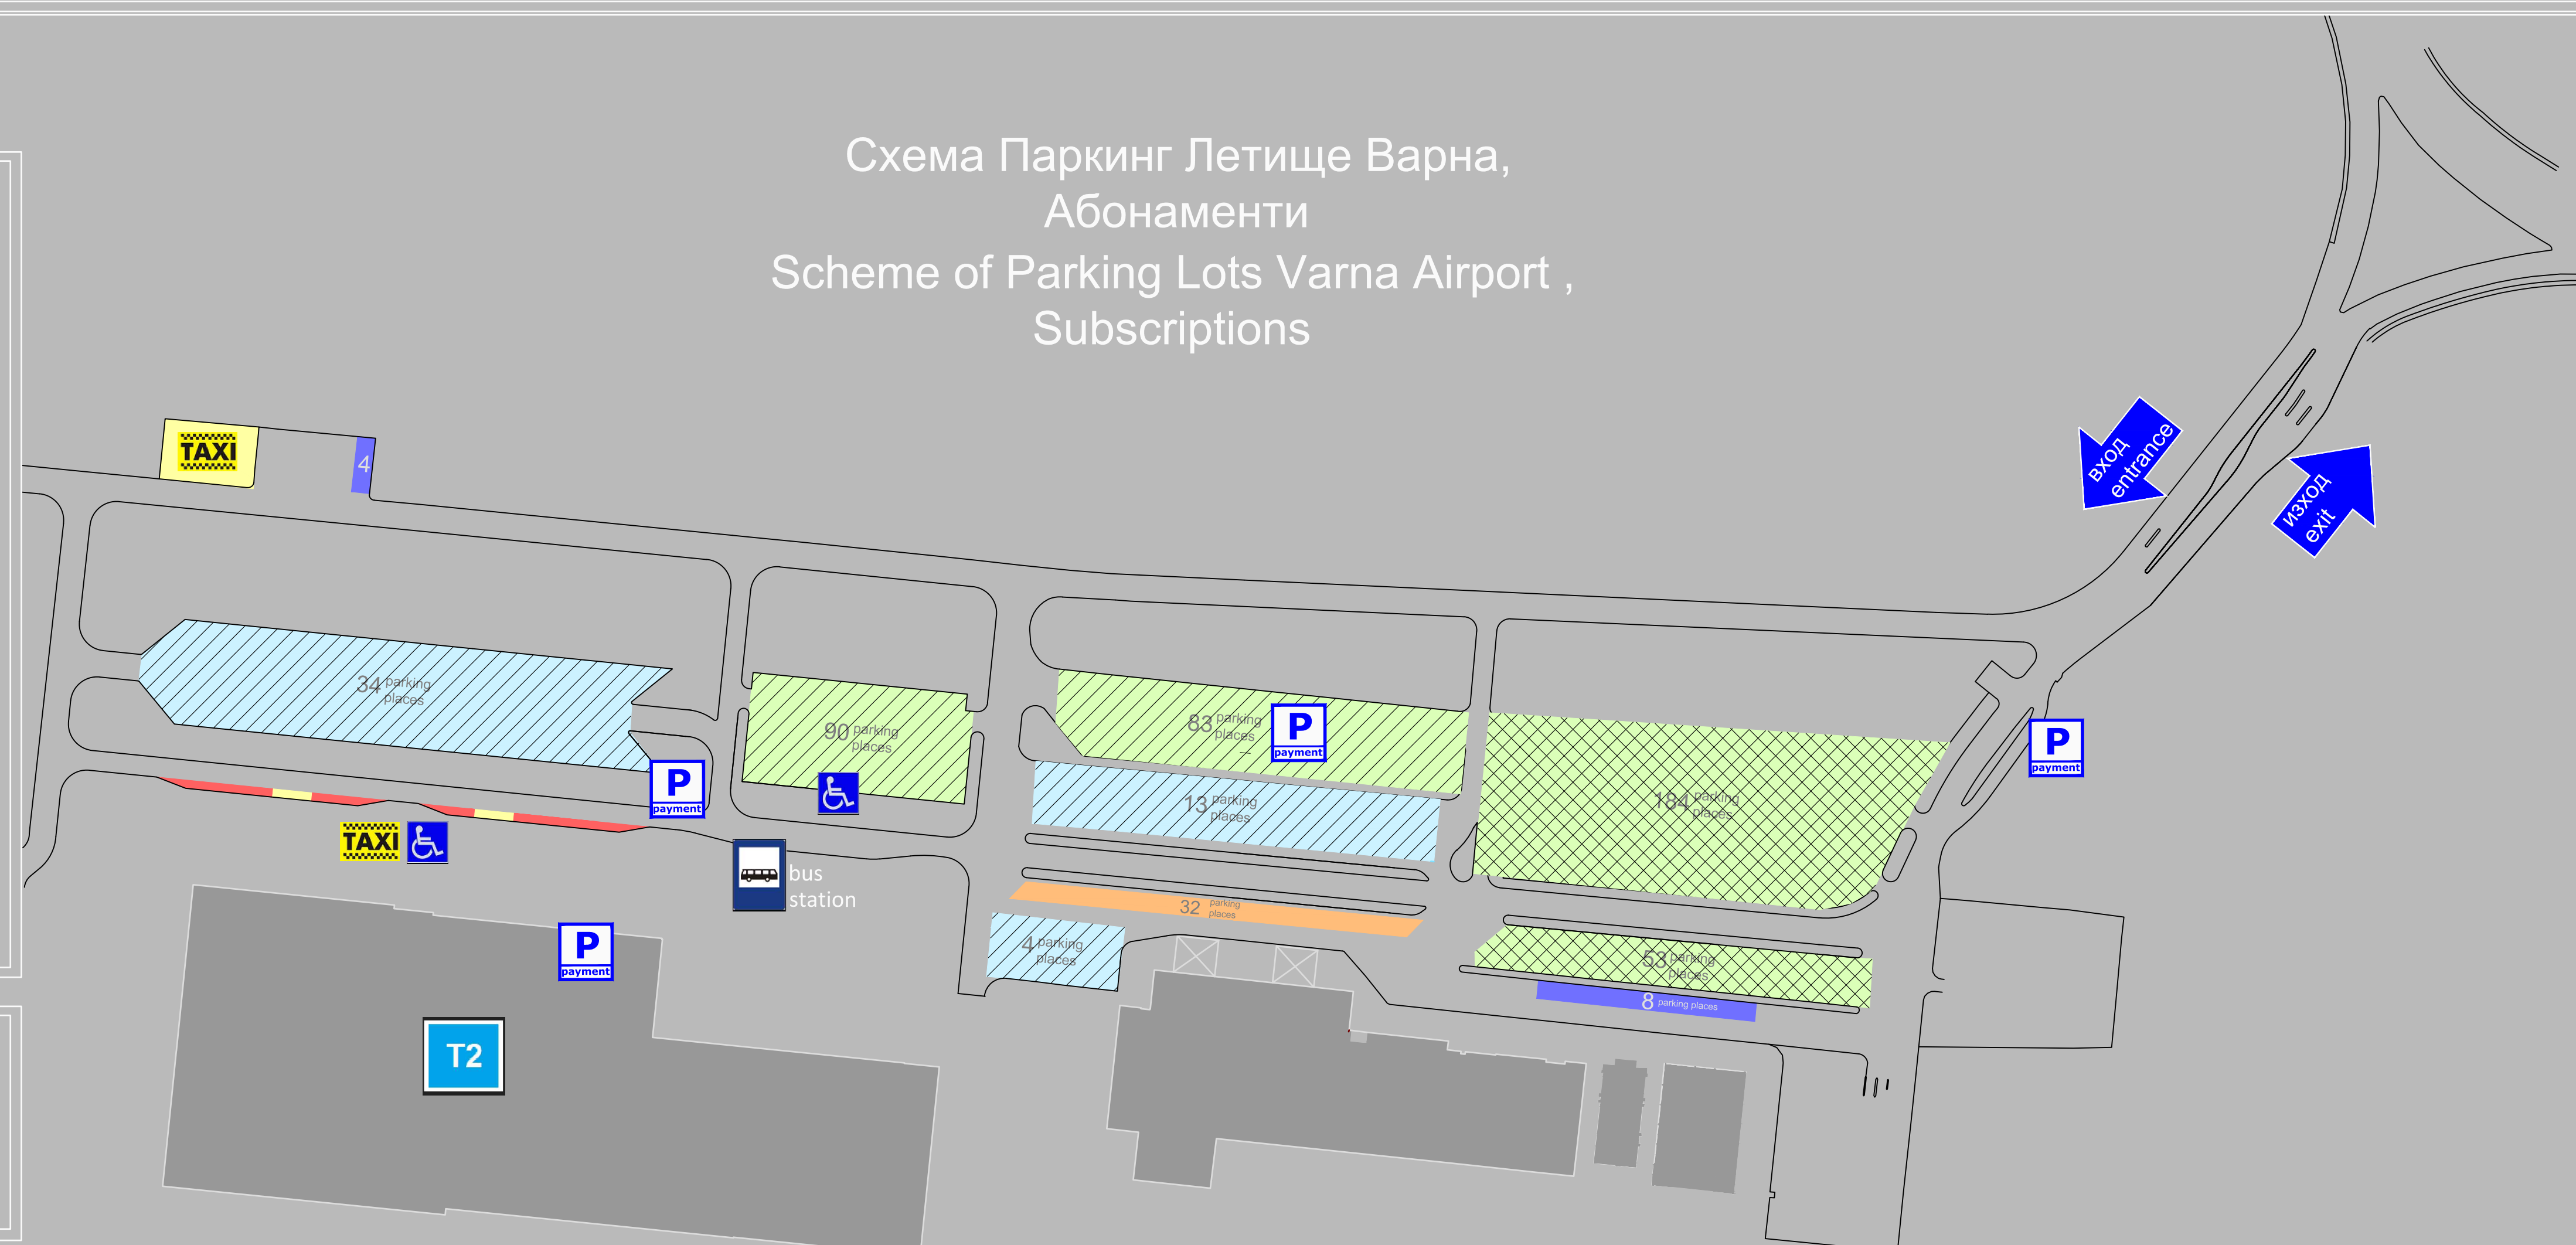 Схема Паркинг Летище Варна,
Абонаменти
Scheme of Parking Lots Varna Airport ,
Subscriptions
вход
entrance
изход
exit
TAXI
4
34 parking
places
90 parking
places
83 parking
places
P
payment
13 parking
places
184 parking
places
P
payment
P
payment
TAXI
bus
station
32 parking
places
4 parking
places
53 parking
places
8 parking places
P
payment
T2